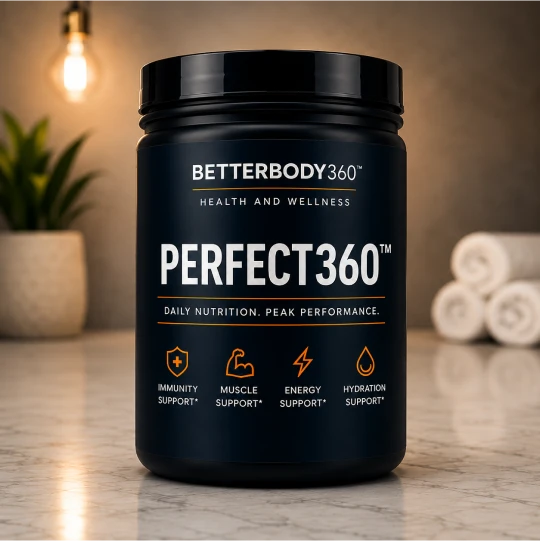 BETTERBODY360™
HEALTH AND WELLNESS
PERFECT360™
DAILY NUTRITION. PEAK PERFORMANCE.
IMMUNITY SUPPORT*
MUSCLE SUPPORT*
ENERGY SUPPORT*
HYDRATION SUPPORT*